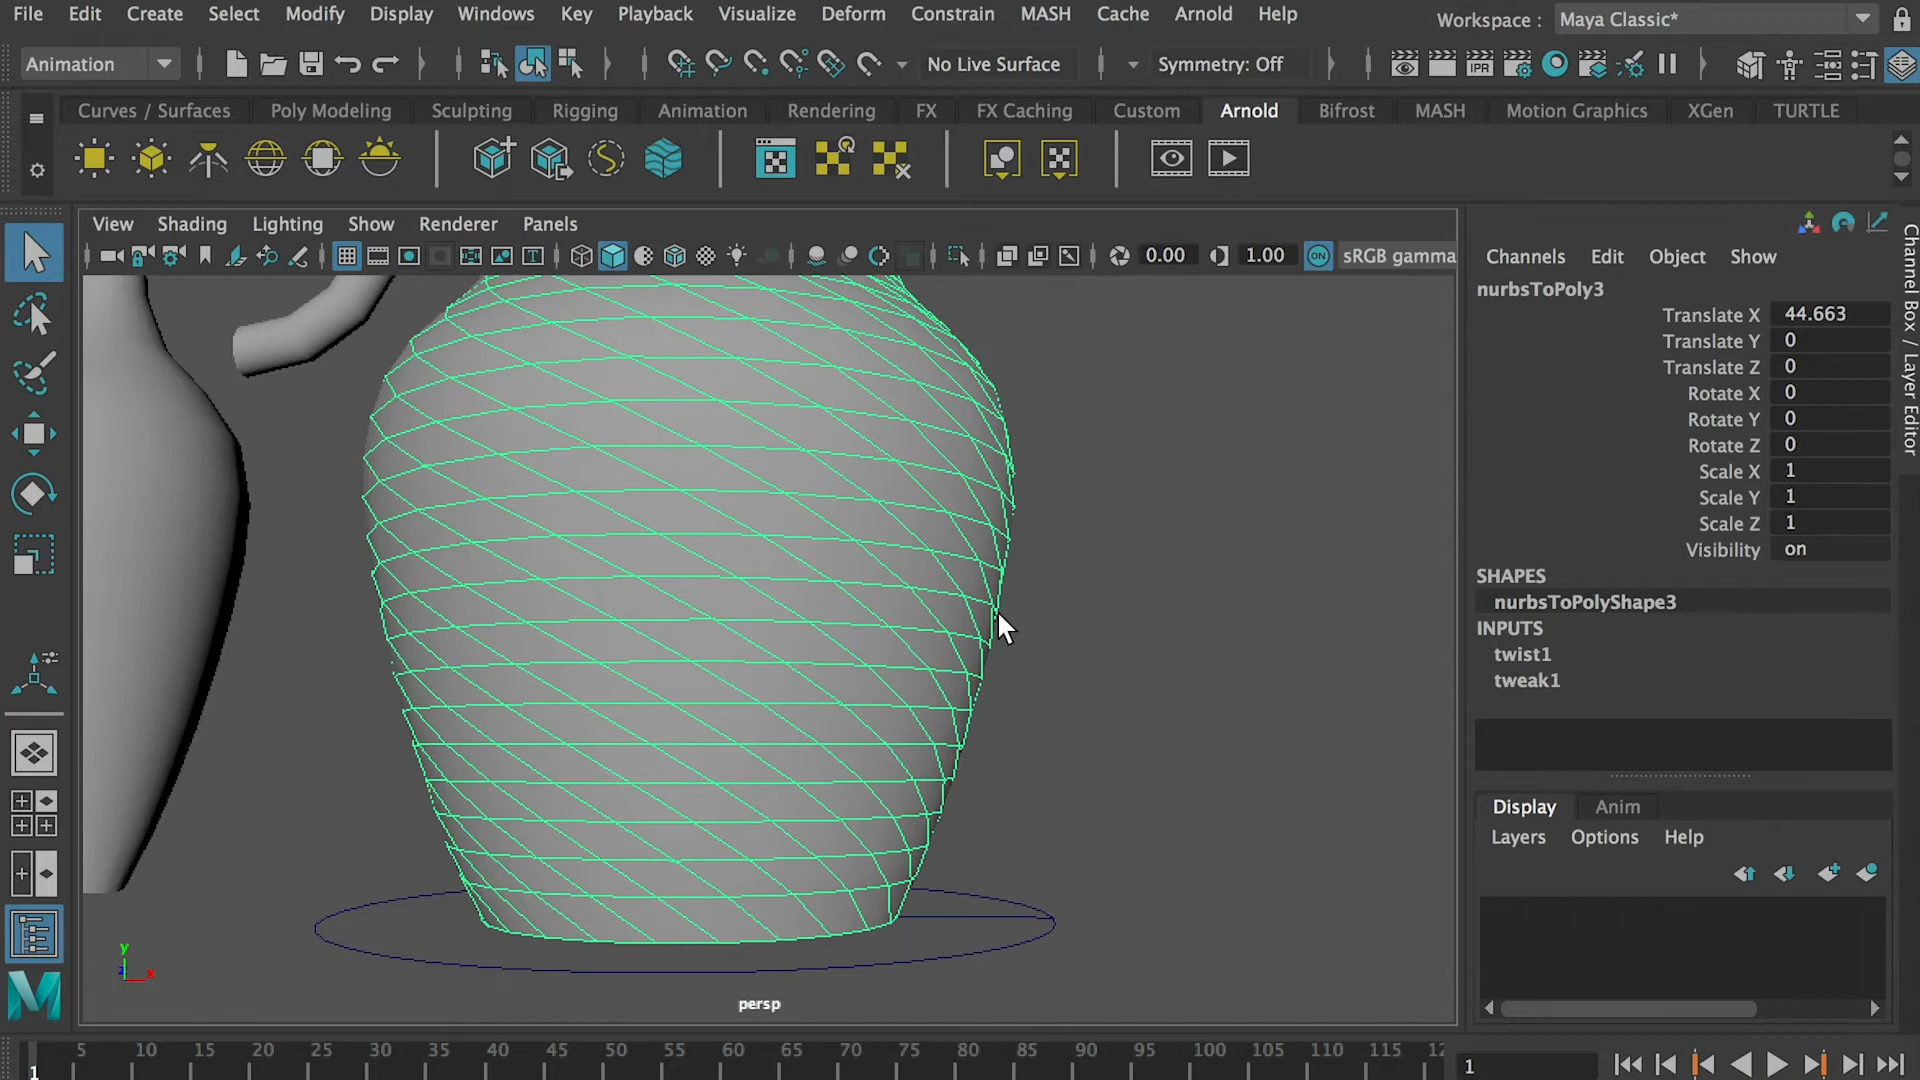 File Edit Create Select Modify Display Windows Key Playback Visualize Deform Constrain MASH Cache Arnold Help Workspace : Maya Classic*
Animation No Live Surface Symmetry: Off
IPR
Curves / Surfaces Poly Modeling Sculpting Rigging Animation Rendering FX FX Caching Custom Arnold Bifrost MASH Motion Graphics XGen TURTLE
View Shading Lighting Show Renderer Panels
0.00 1.00 ON sRGB gamma
Channels Edit Object Show
nurbsToPoly3
Translate X 44.663
Translate Y 0
Translate Z 0
Rotate X 0
Rotate Y 0
Rotate Z 0
Scale X 1
Scale Y 1
Scale Z 1
Visibility on
SHAPES
nurbsToPolyShape3
INPUTS
twist1
tweak1
Channel Box / Layer Editor
Display Anim
Layers Options Help
y
z x
persp
5 10 15 20 25 30 35 40 45 50 55 60 65 70 75 80 85 90 95 100 105 110 115 12
1 1